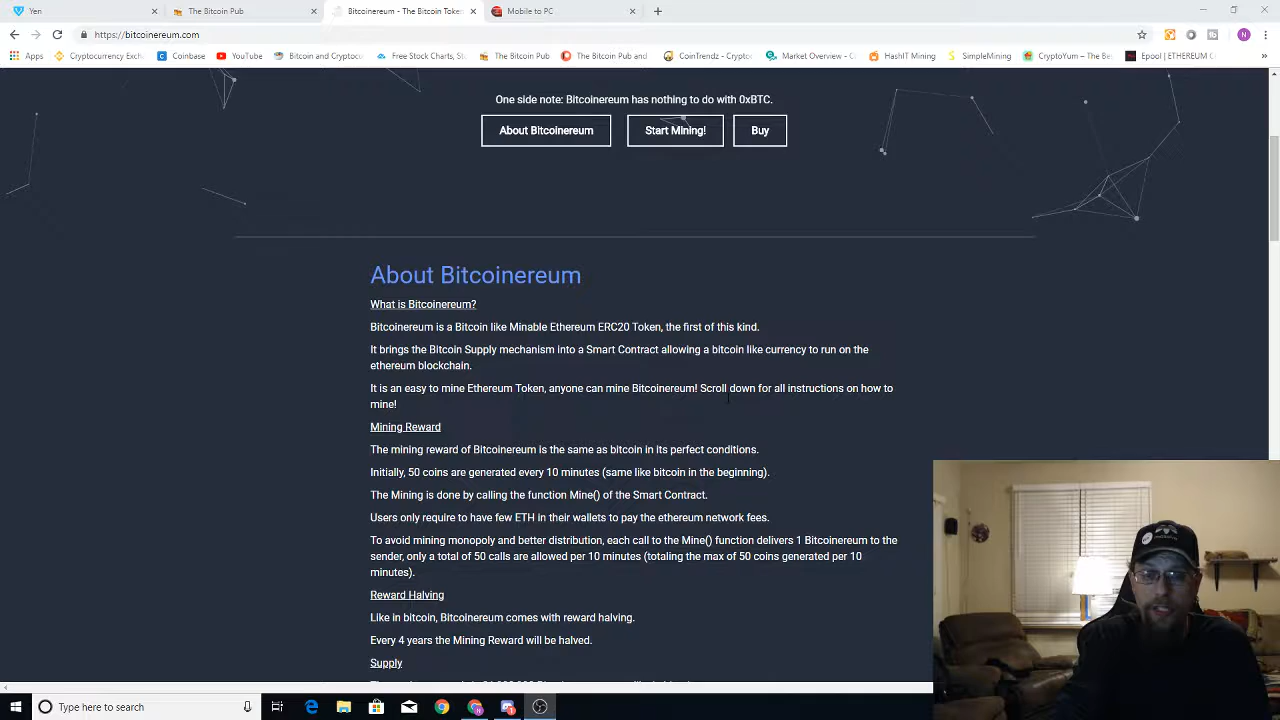 Yen
The Bitcoin Pub
Bitcoinereum - The Bitcoin Toke
Mobile to PC
https://bitcoinereum.com
Apps
Cryptocurrency Exch
Coinbase
YouTube
Bitcoin and Cryptoc
Free Stock Charts, St
The Bitcoin Pub
The Bitcoin Pub and
CoinTrendz - Crypto
Market Overview - C
HashIT Mining
SimpleMining
CryptoYum – The Be
Epool | ETHEREUM C
One side note: Bitcoinereum has nothing to do with 0xBTC.
About Bitcoinereum
Start Mining!
Buy
About Bitcoinereum
What is Bitcoinereum?
Bitcoinereum is a Bitcoin like Minable Ethereum ERC20 Token, the first of this kind.
It brings the Bitcoin Supply mechanism into a Smart Contract allowing a bitcoin like currency to run on the
ethereum blockchain.
It is an easy to mine Ethereum Token, anyone can mine Bitcoinereum! Scroll down for all instructions on how to
mine!
Mining Reward
The mining reward of Bitcoinereum is the same as bitcoin in its perfect conditions.
Initially, 50 coins are generated every 10 minutes (same like bitcoin in the beginning).
The Mining is done by calling the function Mine() of the Smart Contract.
Users only require to have few ETH in their wallets to pay the ethereum network fees.
To avoid mining monopoly and better distribution, each call to the Mine() function delivers 1 Bitcoinereum to the
sender, only a total of 50 calls are allowed per 10 minutes (totaling the max of 50 coins generated per 10
minutes).
Reward Halving
Like in bitcoin, Bitcoinereum comes with reward halving.
Every 4 years the Mining Reward will be halved.
Supply
Type here to search